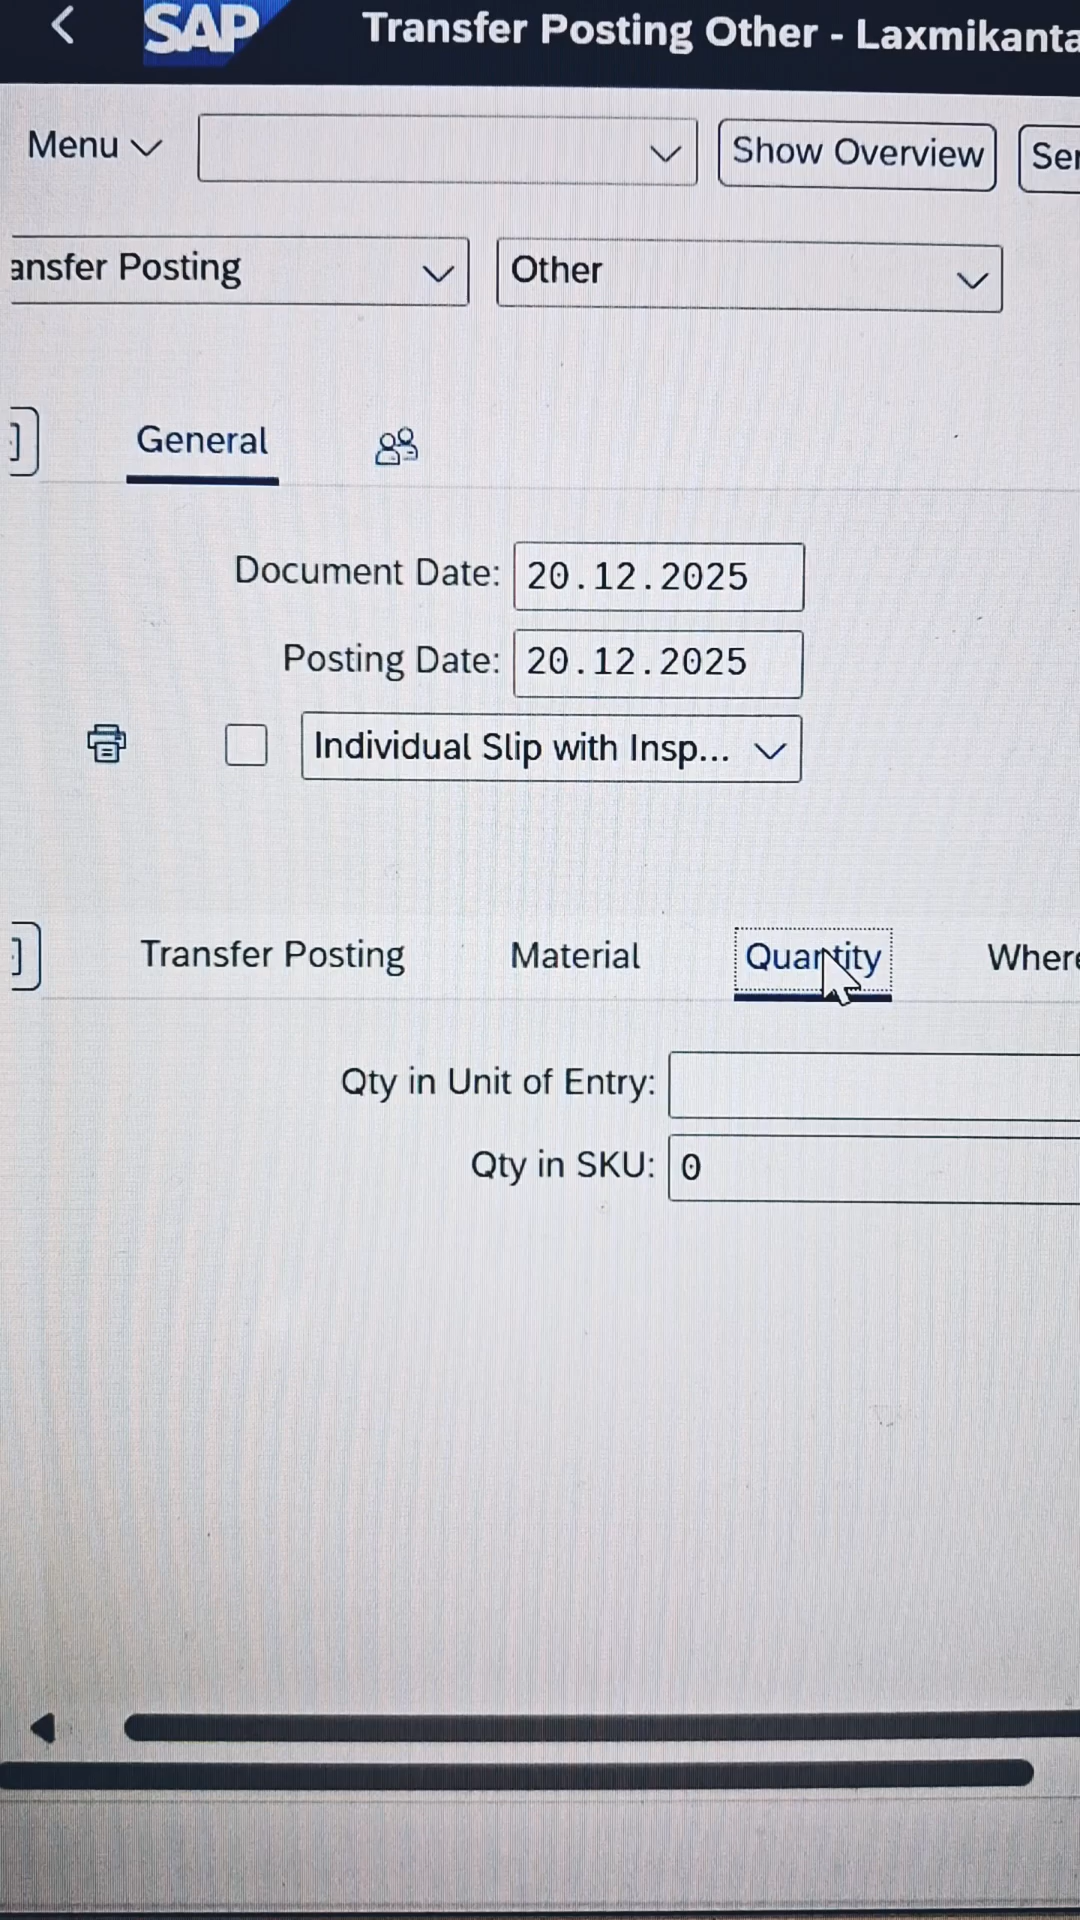 SAP Transfer Posting Other - Laxmikanta
Menu Show Overview Ser
ansfer Posting Other
General
Document Date: 20.12.2025
Posting Date: 20.12.2025
Individual Slip with Insp...
Transfer Posting Material Quantity Where
Qty in Unit of Entry:
Qty in SKU: 0